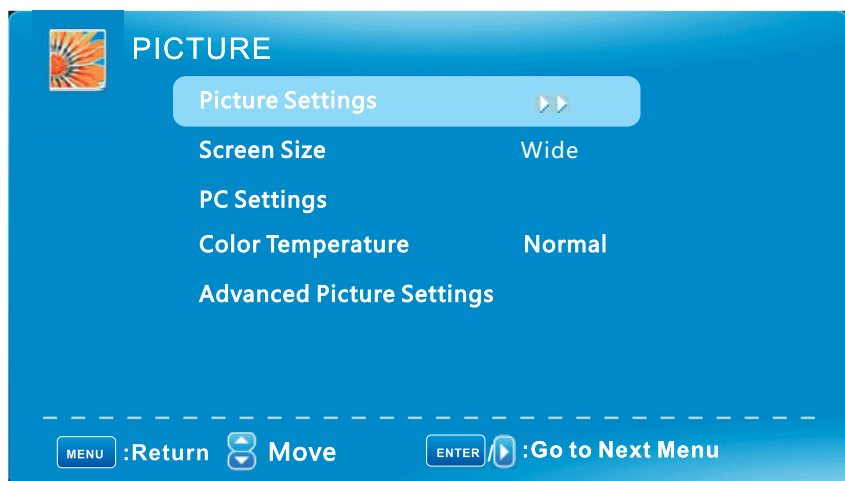 PICTURE
Picture Settings
Screen Size Wide
PC Settings
Color Temperature Normal
Advanced Picture Settings
MENU :Return Move ENTER / :Go to Next Menu